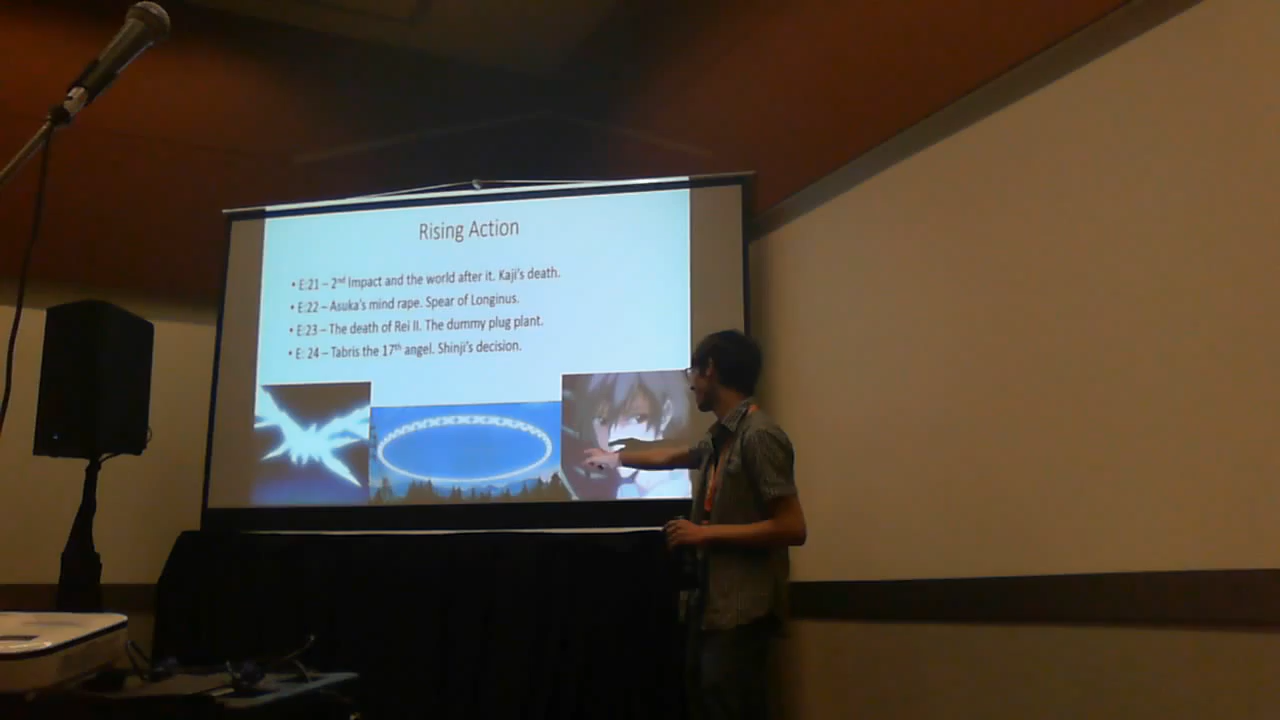 Rising Action
• E:21 – 2nd Impact and the world after it. Kaji's death.
• E:22 – Asuka's mind rape. Spear of Longinus.
• E:23 – The death of Rei II. The dummy plug plant.
• E: 24 – Tabris the 17th angel. Shinji's decision.